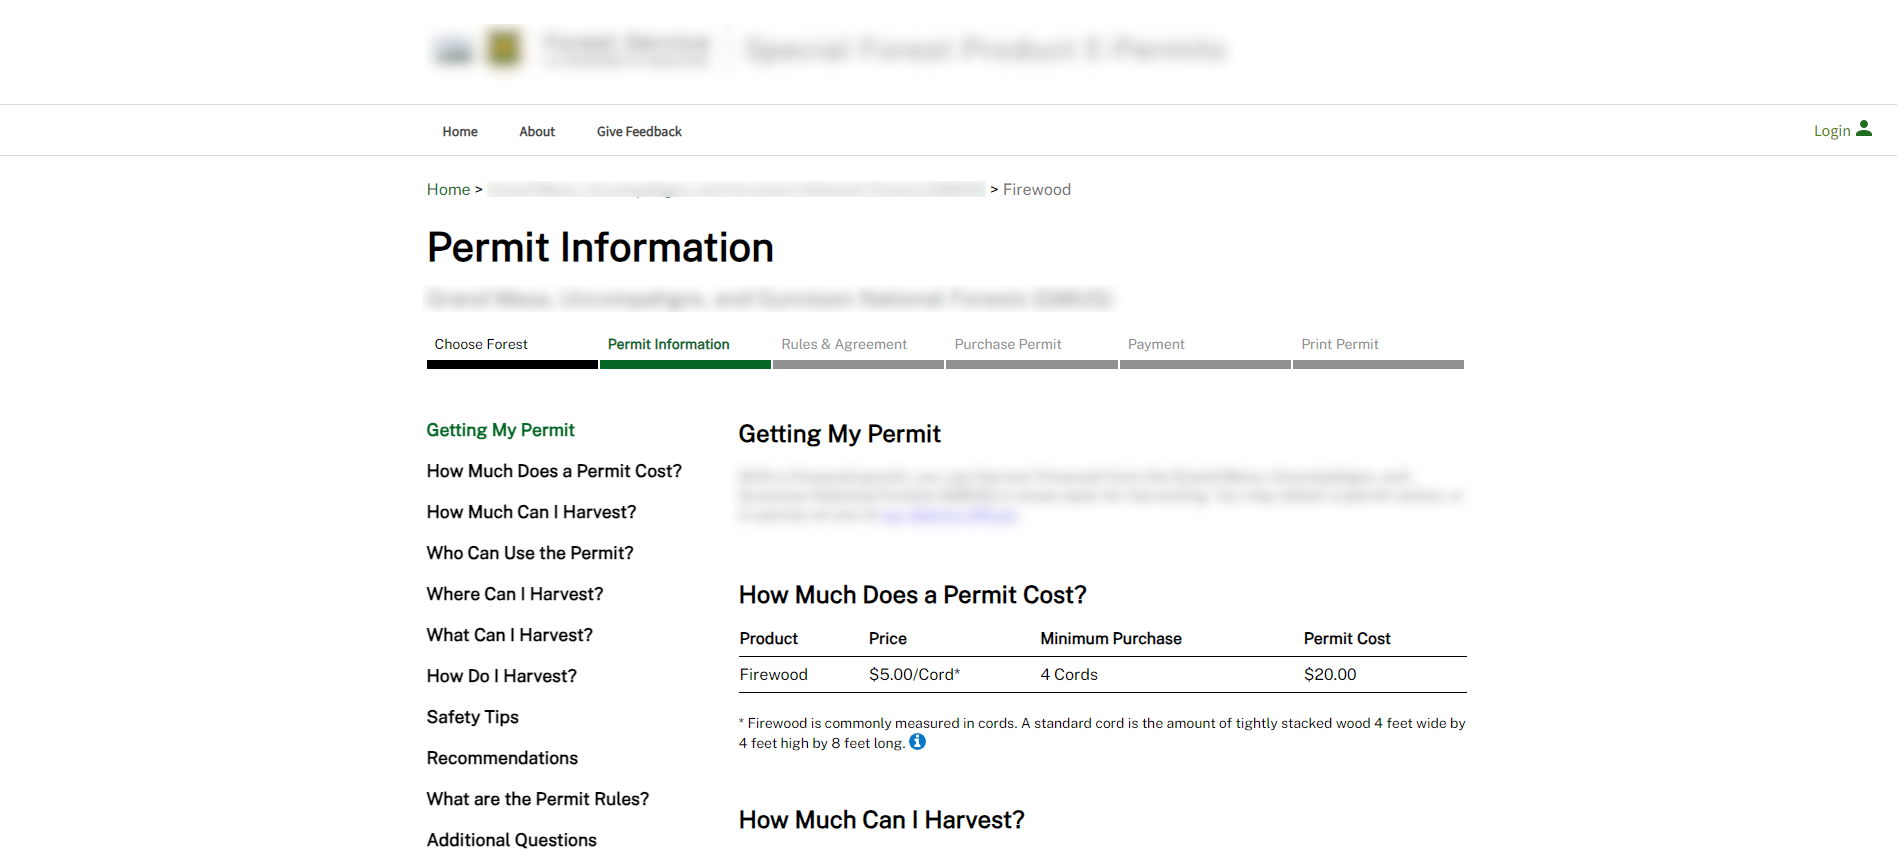 Home About Give Feedback Login
Home > > Firewood
Permit Information
Choose Forest Permit Information Rules & Agreement Purchase Permit Payment Print Permit
Getting My Permit
How Much Does a Permit Cost?
How Much Can I Harvest?
Who Can Use the Permit?
Where Can I Harvest?
What Can I Harvest?
How Do I Harvest?
Safety Tips
Recommendations
What are the Permit Rules?
Additional Questions
Getting My Permit
How Much Does a Permit Cost?
Product Price Minimum Purchase Permit Cost
Firewood $5.00/Cord* 4 Cords $20.00
* Firewood is commonly measured in cords. A standard cord is the amount of tightly stacked wood 4 feet wide by
4 feet high by 8 feet long.
How Much Can I Harvest?